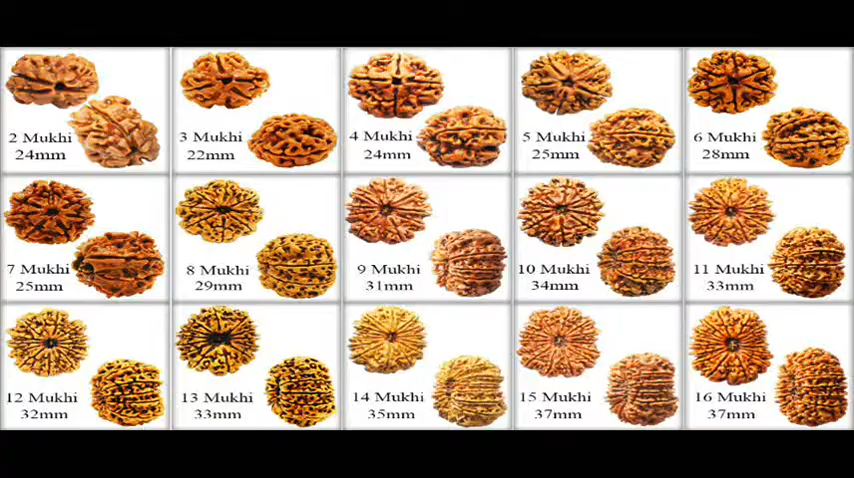 2 Mukhi
24mm
3 Mukhi
22mm
4 Mukhi
24mm
5 Mukhi
25mm
6 Mukhi
28mm
7 Mukhi
25mm
8 Mukhi
29mm
9 Mukhi
31mm
10 Mukhi
34mm
11 Mukhi
33mm
12 Mukhi
32mm
13 Mukhi
33mm
14 Mukhi
35mm
15 Mukhi
37mm
16 Mukhi
37mm